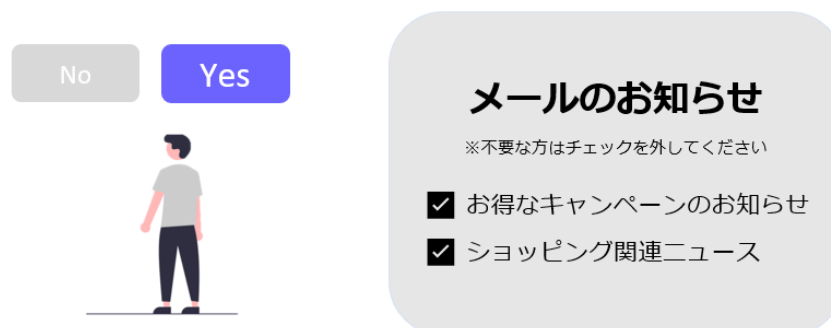 No
Yes
メールのお知らせ
※不要な方はチェックを外してください
お得なキャンペーンのお知らせ
ショッピング関連ニュース